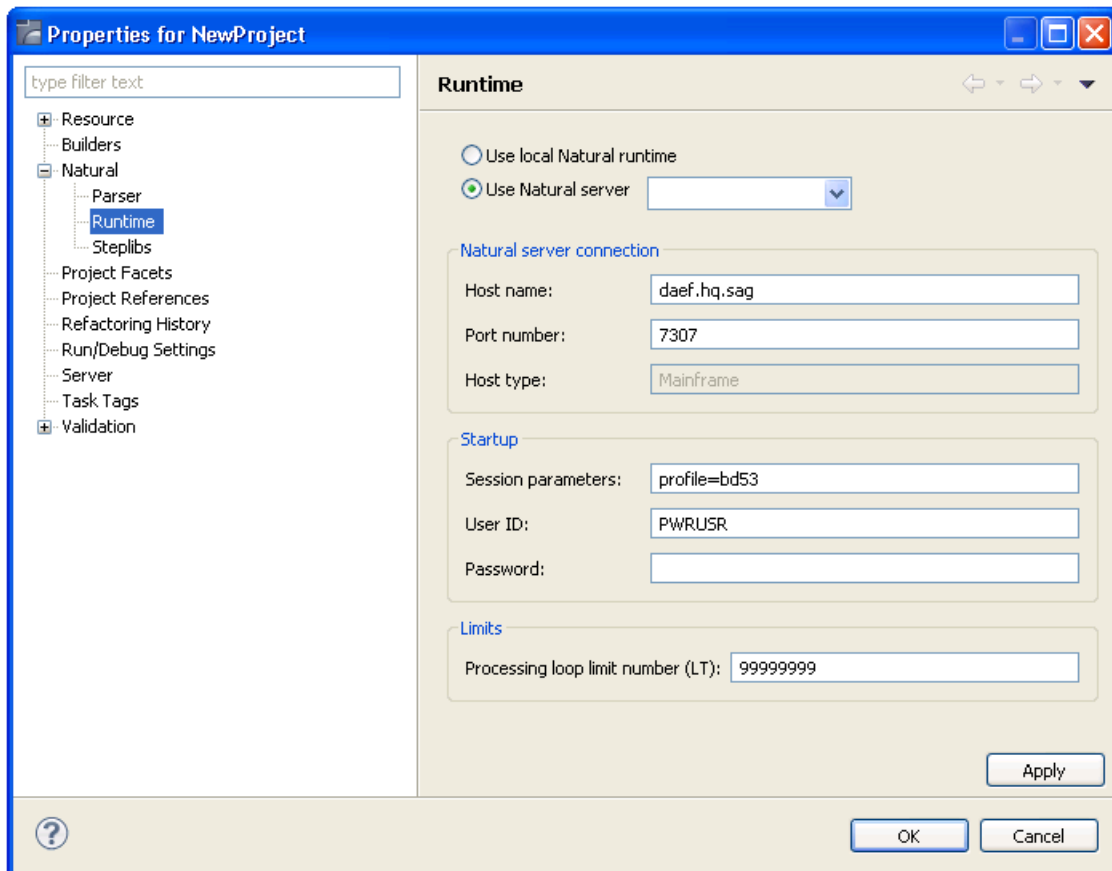 Properties for NewProject
type filter text
Resource
Builders
Natural
Parser
Runtime
Steplibs
Project Facets
Project References
Refactoring History
Run/Debug Settings
Server
Task Tags
Validation
Runtime
Use local Natural runtime
Use Natural server
Natural server connection
Host name: daef.hq.sag
Port number: 7307
Host type: Mainframe
Startup
Session parameters: profile=bd53
User ID: PWRUSR
Password:
Limits
Processing loop limit number (LT): 99999999
Apply
? OK Cancel